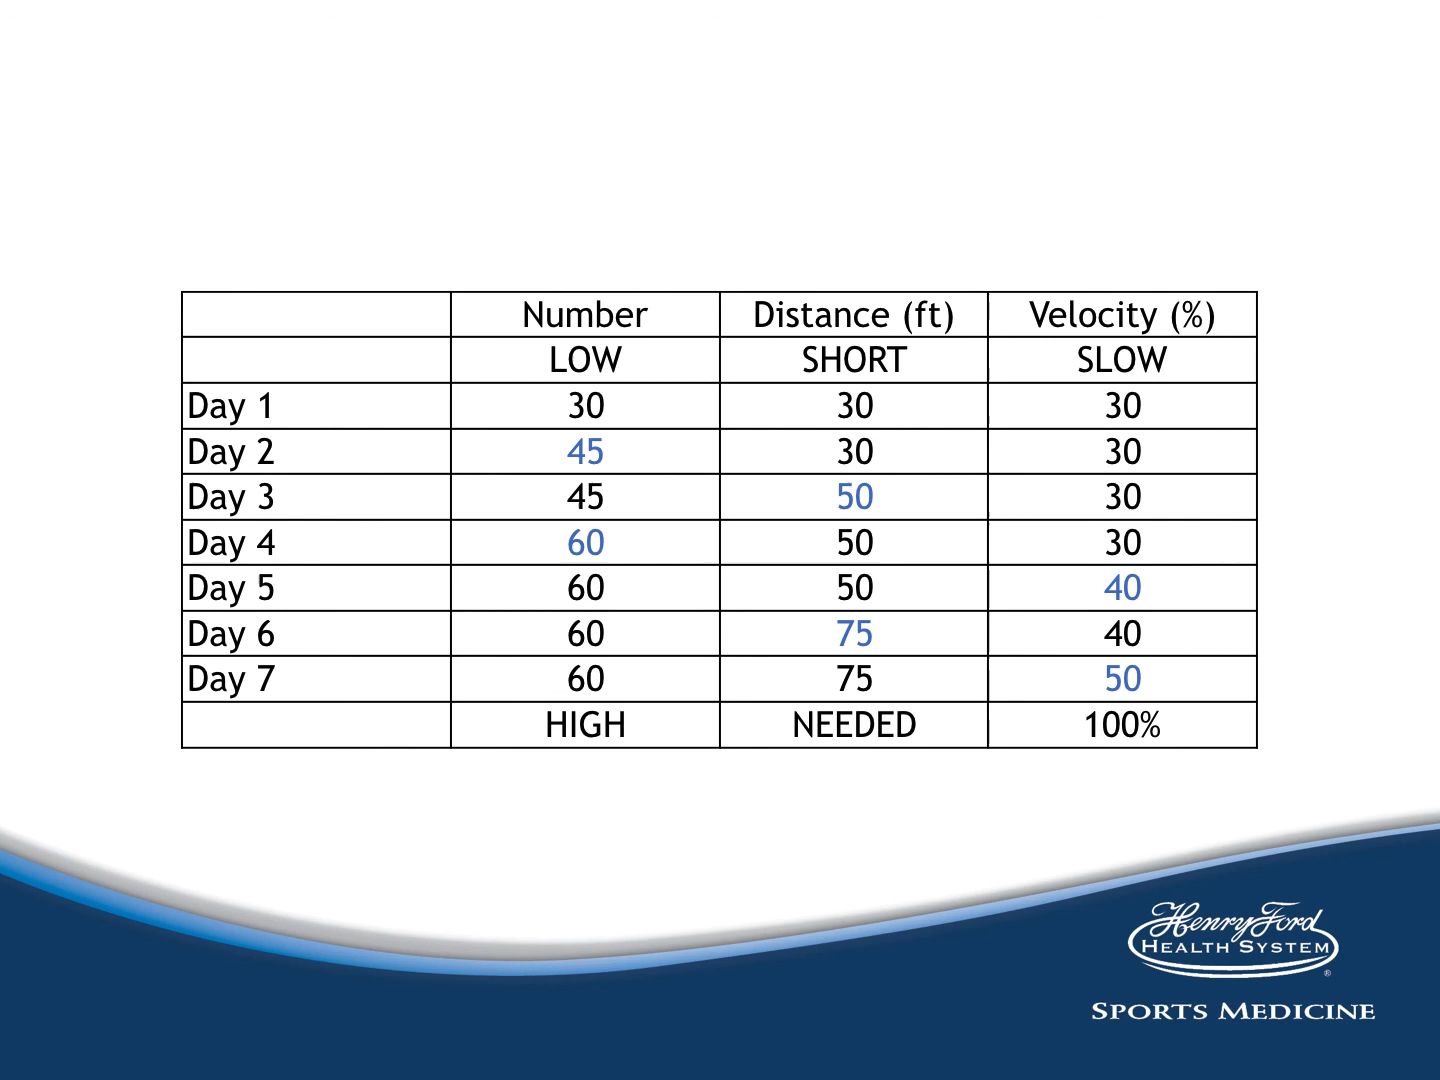 Number Distance (ft) Velocity (%)
LOW SHORT SLOW
Day 1 30 30 30
Day 2 45 30 30
Day 3 45 50 30
Day 4 60 50 30
Day 5 60 50 40
Day 6 60 75 40
Day 7 60 75 50
HIGH NEEDED 100%
Henry Ford
HEALTH SYSTEM
®
SPORTS MEDICINE